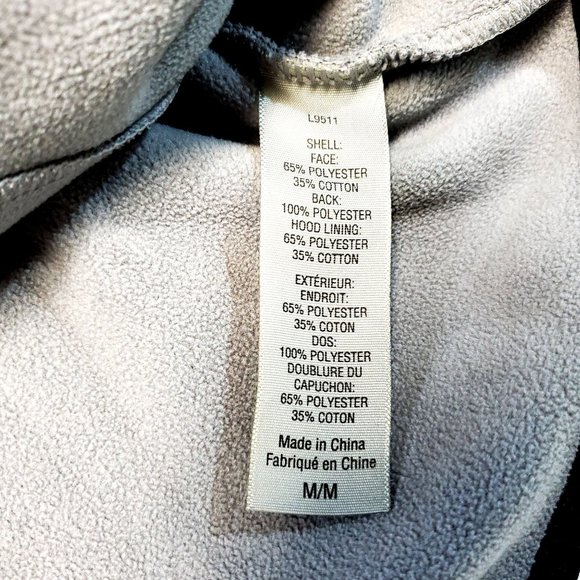 L9511
SHELL:
FACE:
65% POLYESTER
35% COTTON
BACK:
100% POLYESTER
HOOD LINING:
65% POLYESTER
35% COTTON
EXTÉRIEUR:
ENDROIT:
65% POLYESTER
35% COTON
DOS:
100% POLYESTER
DOUBLURE DU
CAPUCHON:
65% POLYESTER
35% COTON
Made in China
Fabriqué en Chine
M/M